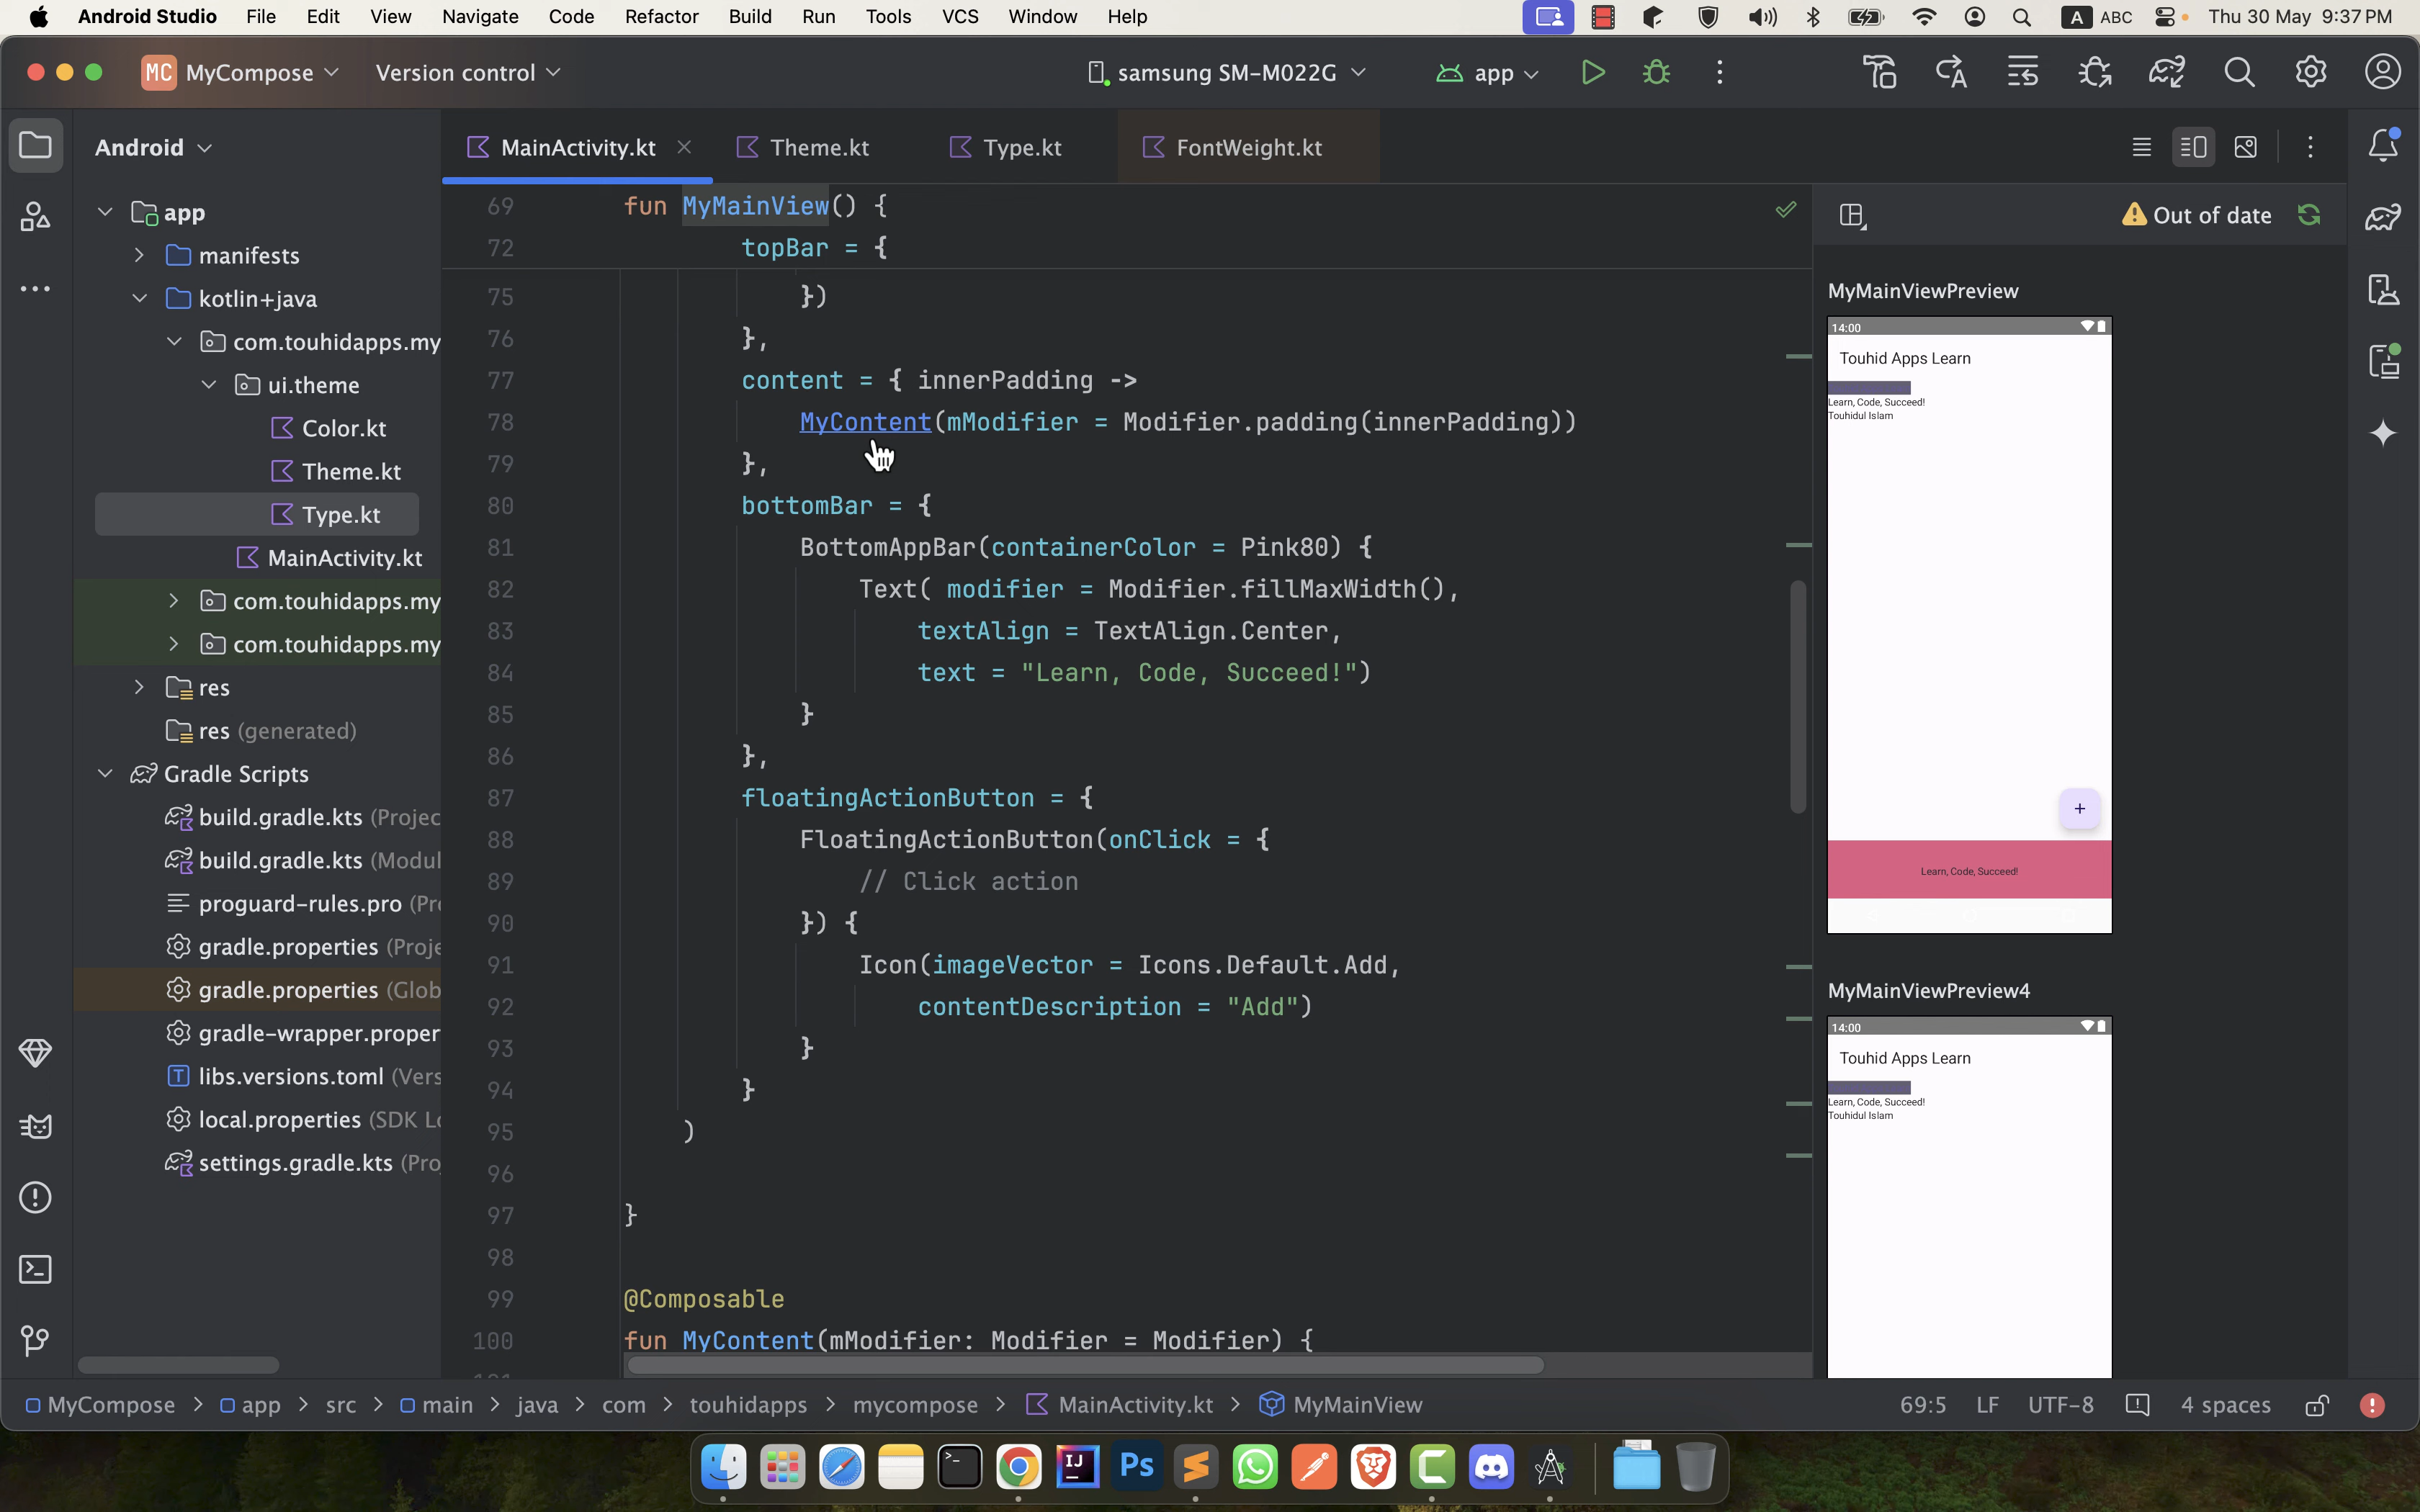 Android Studio File Edit View Navigate Code Refactor Build Run Tools VCS Window Help A ABC Thu 30 May 9:37 PM
MC MyCompose Version control samsung SM-M022G app
Android
MainActivity.kt Theme.kt Type.kt FontWeight.kt
app
manifests
kotlin+java
com.touhidapps.my
ui.theme
Color.kt
Theme.kt
Type.kt
MainActivity.kt
com.touhidapps.my
com.touhidapps.my
res
res (generated)
Gradle Scripts
build.gradle.kts (Projec
build.gradle.kts (Modul
proguard-rules.pro (Pr
gradle.properties (Proje
gradle.properties (Glob
gradle-wrapper.proper
libs.versions.toml (Vers
local.properties (SDK Lo
settings.gradle.kts (Pro
69 fun MyMainView() {
72 topBar = {
75 })
76 },
77 content = { innerPadding ->
78 MyContent(mModifier = Modifier.padding(innerPadding))
79 },
80 bottomBar = {
81 BottomAppBar(containerColor = Pink80) {
82 Text( modifier = Modifier.fillMaxWidth(),
83 textAlign = TextAlign.Center,
84 text = "Learn, Code, Succeed!")
85 }
86 },
87 floatingActionButton = {
88 FloatingActionButton(onClick = {
89 // Click action
90 }) {
91 Icon(imageVector = Icons.Default.Add,
92 contentDescription = "Add")
93 }
94 }
95 )
96
97 }
98
99 @Composable
100 fun MyContent(mModifier: Modifier = Modifier) {
Out of date
MyMainViewPreview
14:00
Touhid Apps Learn
Learn, Code, Succeed!
Touhidul Islam
+
Learn, Code, Succeed!
MyMainViewPreview4
14:00
Touhid Apps Learn
Learn, Code, Succeed!
Touhidul Islam
MyCompose > app > src > main > java > com > touhidapps > mycompose > MainActivity.kt > MyMainView 69:5 LF UTF-8 4 spaces
IJ Ps